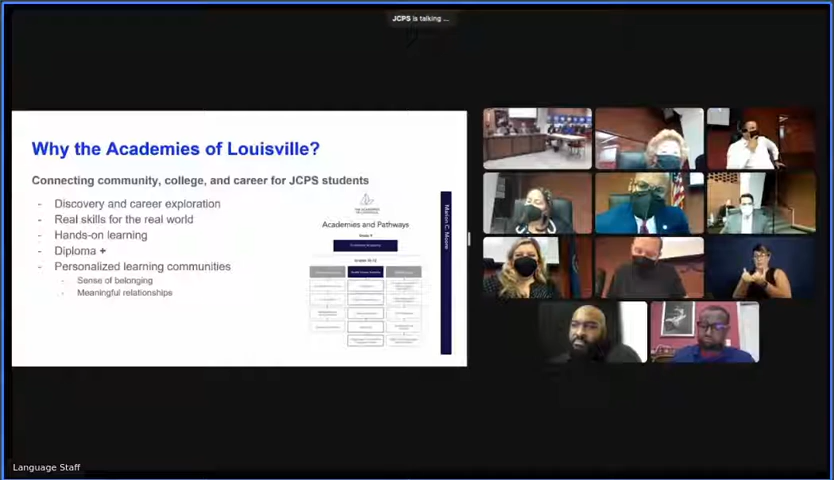 JCPS is talking ...
Why the Academies of Louisville?
Connecting community, college, and career for JCPS students
- Discovery and career exploration
- Real skills for the real world
- Hands-on learning
- Diploma +
- Personalized learning communities
- Sense of belonging
- Meaningful relationships
Academies and Pathways
Marion C. Moore
Language Staff